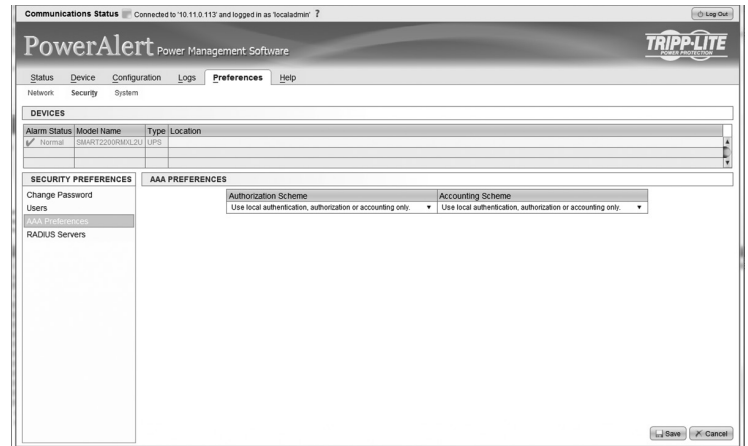 Communications Status Connected to '10.11.0.113' and logged in as 'localadmin' ? Log Out
PowerAlert Power Management Software
TRIPP·LITE
POWER PROTECTION
Status Device Configuration Logs Preferences Help
Network Security System
DEVICES
Alarm Status Model Name Type Location
Normal SMART2200RMXL2U UPS
SECURITY PREFERENCES AAA PREFERENCES
Change Password Authorization Scheme Accounting Scheme
Users Use local authentication, authorization or accounting only. Use local authentication, authorization or accounting only.
AAA Preferences
RADIUS Servers
Save Cancel